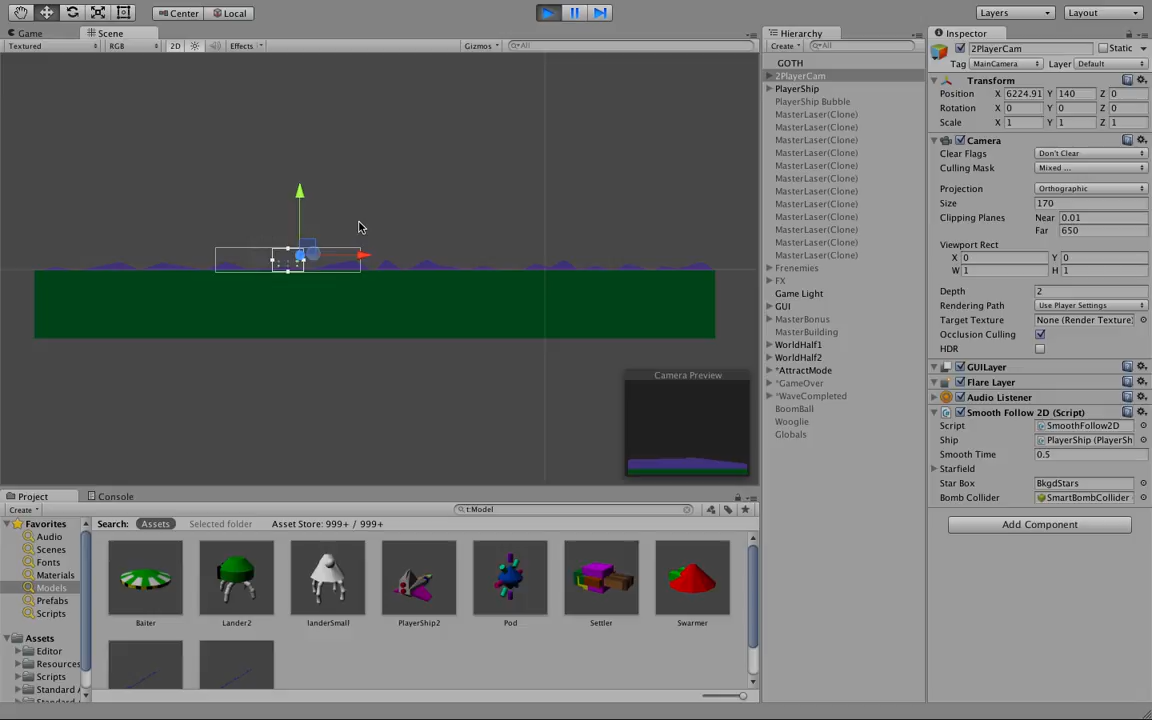 Center Local Layers Layout
Game Scene
Textured RGB 2D Effects Gizmos All
Hierarchy
Create All
GOTH
2PlayerCam
PlayerShip
PlayerShip Bubble
MasterLaser(Clone)
MasterLaser(Clone)
MasterLaser(Clone)
MasterLaser(Clone)
MasterLaser(Clone)
MasterLaser(Clone)
MasterLaser(Clone)
MasterLaser(Clone)
MasterLaser(Clone)
MasterLaser(Clone)
MasterLaser(Clone)
MasterLaser(Clone)
Frenemies
FX
Game Light
GUI
MasterBonus
MasterBuilding
WorldHalf1
WorldHalf2
*AttractMode
*GameOver
*WaveCompleted
BoomBall
Wooglie
Globals
Inspector
2PlayerCam Static
Tag MainCamera Layer Default
Transform
Position X 6224.91 Y 140 Z 0
Rotation X 0 Y 0 Z 0
Scale X 1 Y 1 Z 1
Camera
Clear Flags Don't Clear
Culling Mask Mixed ...
Projection Orthographic
Size 170
Clipping Planes Near 0.01
Far 650
Viewport Rect
X 0 Y 0
W 1 H 1
Depth 2
Rendering Path Use Player Settings
Target Texture None (Render Texture)
Occlusion Culling
HDR
GUILayer
Flare Layer
Audio Listener
Smooth Follow 2D (Script)
Script SmoothFollow2D
Ship PlayerShip (PlayerSh
Smooth Time 0.5
Starfield
Star Box BkgdStars
Bomb Collider SmartBombCollider
Add Component
Camera Preview
Project Console
Create t:Model
Favorites
Audio
Scenes
Fonts
Materials
Models
Prefabs
Scripts
Assets
Editor
Resources
Scripts
Standard A
Search: Assets Selected folder Asset Store: 999+ / 999+
Baiter Lander2 landerSmall PlayerShip2 Pod Settler Swarmer